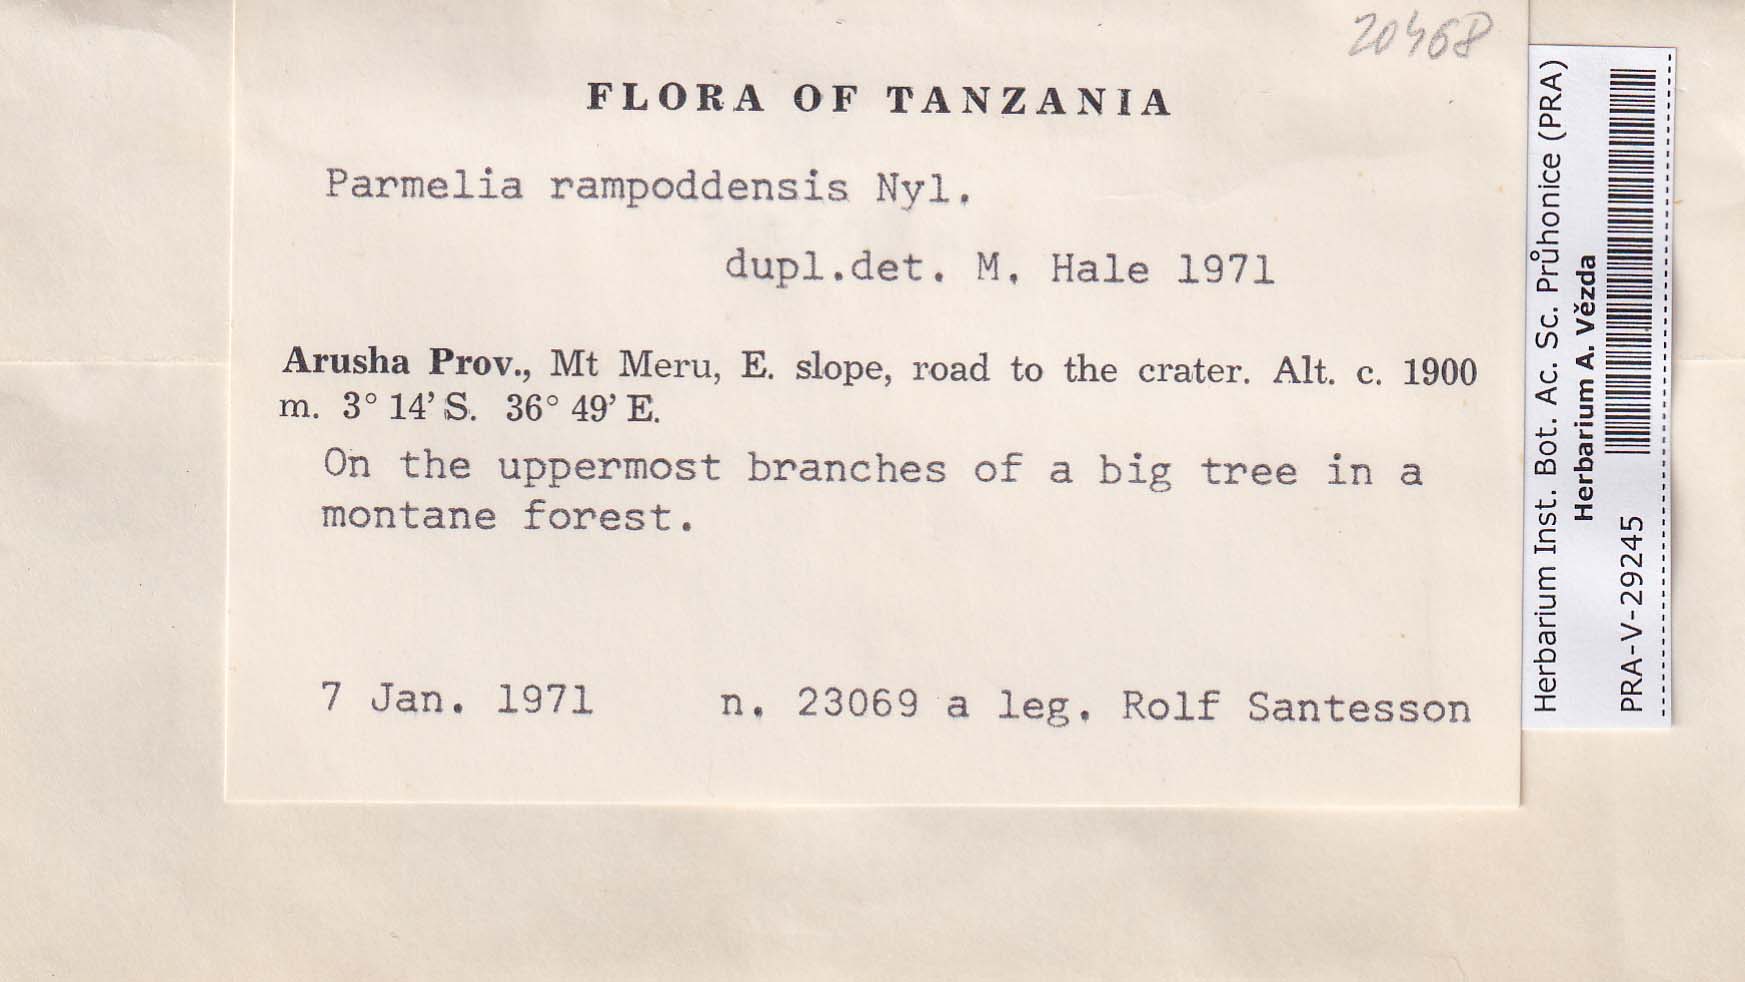 20468
FLORA OF TANZANIA
Parmelia rampoddensis Nyl.
dupl.det. M. Hale 1971
Arusha Prov., Mt Meru, E. slope, road to the crater. Alt. c. 1900
m. 3° 14’ S. 36° 49’ E.
On the uppermost branches of a big tree in a
montane forest.
7 Jan. 1971 n. 23069 a leg. Rolf Santesson
Herbarium Inst. Bot. Ac. Sc. Průhonice (PRA)
Herbarium A. Vězda
PRA-V-29245